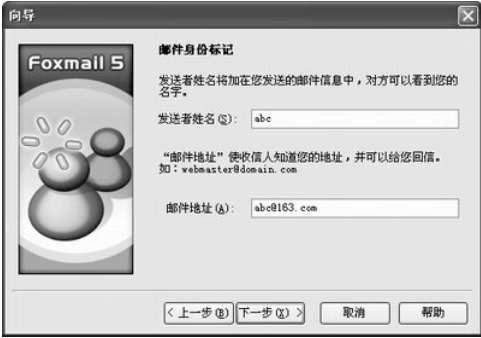 向导
Foxmail 5
邮件身份标记
发送者姓名将加在您发送的邮件信息中，对方可以看到您的
名字。
发送者姓名(S): abc
“邮件地址”使收信人知道您的地址，并可以给您回信。
如：webmaster@domain.com
邮件地址(A): abc@163.com
< 上一步(B) 下一步(X) > 取消 帮助